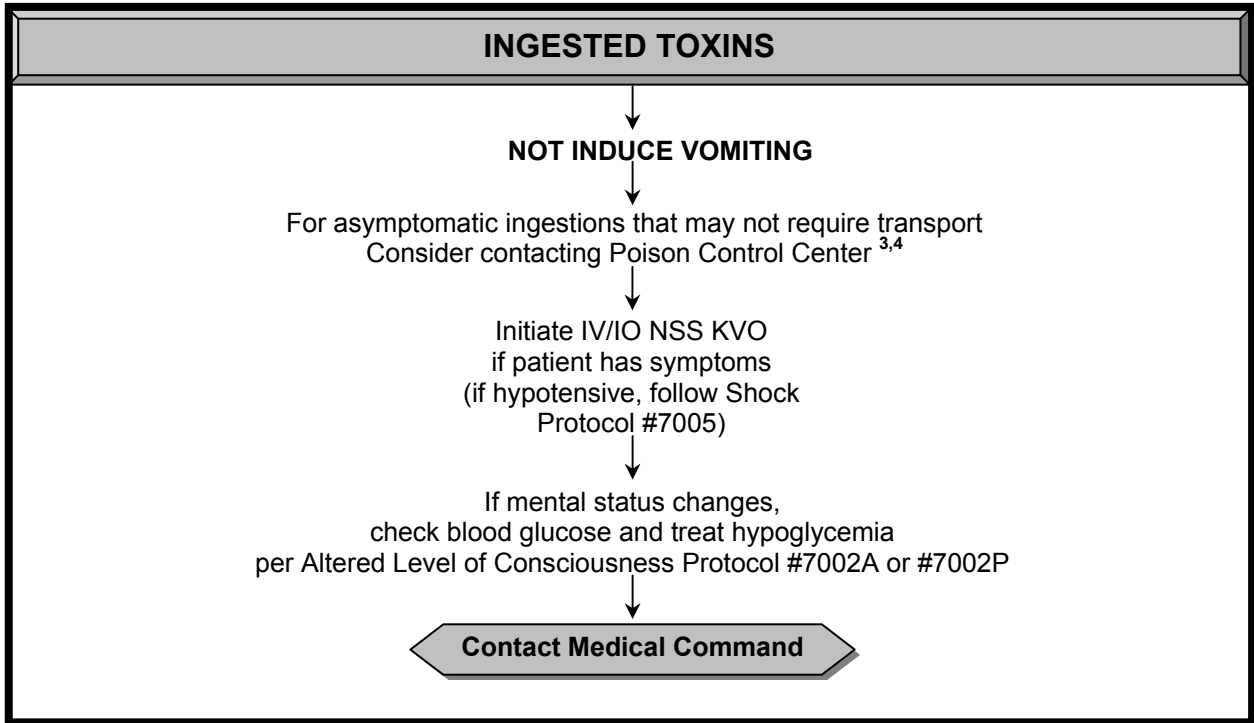 INGESTED TOXINS
NOT INDUCE VOMITING
For asymptomatic ingestions that may not require transport
Consider contacting Poison Control Center 3,4
Initiate IV/IO NSS KVO
if patient has symptoms
(if hypotensive, follow Shock
Protocol #7005)
If mental status changes,
check blood glucose and treat hypoglycemia
per Altered Level of Consciousness Protocol #7002A or #7002P
Contact Medical Command